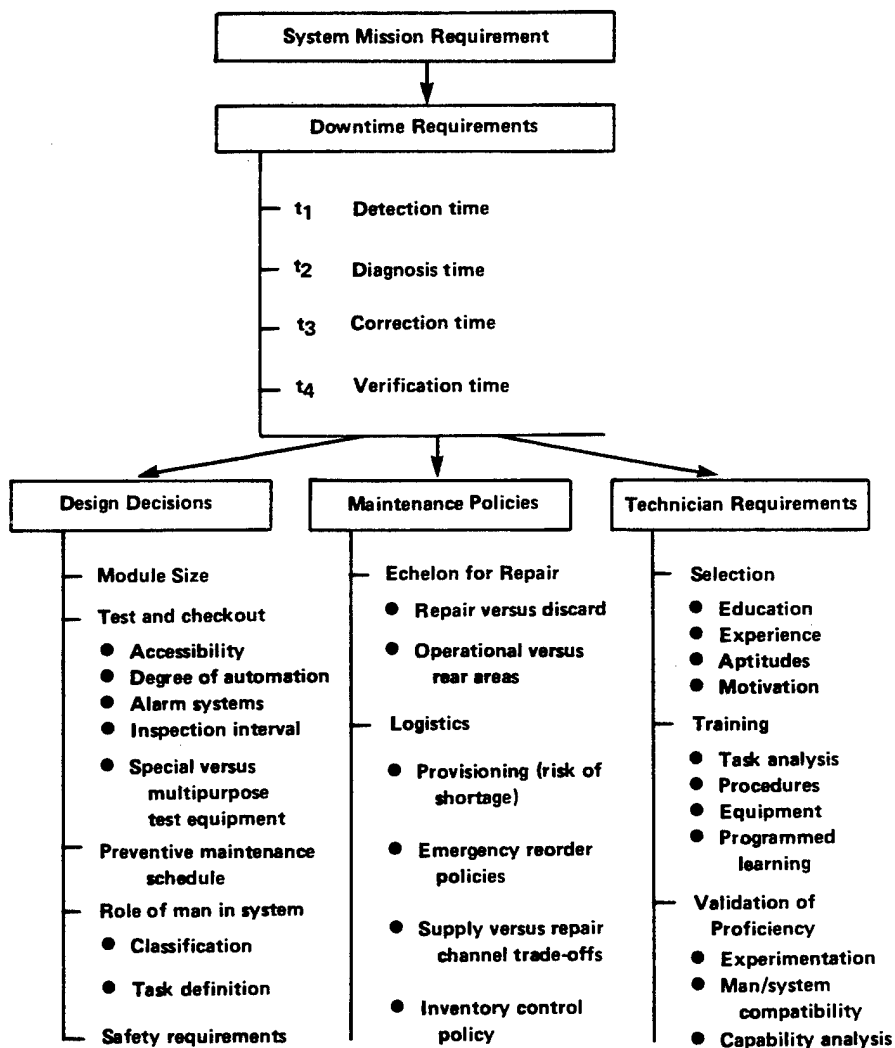 System Mission Requirement
Downtime Requirements
t1 Detection time
t2 Diagnosis time
t3 Correction time
t4 Verification time
Design Decisions
Module Size
Test and checkout
● Accessibility
● Degree of automation
● Alarm systems
● Inspection interval
● Special versus
multipurpose
test equipment
Preventive maintenance
schedule
Role of man in system
● Classification
● Task definition
Safety requirements
Maintenance Policies
Echelon for Repair
● Repair versus discard
● Operational versus
rear areas
Logistics
● Provisioning (risk of
shortage)
● Emergency reorder
policies
● Supply versus repair
channel trade-offs
● Inventory control
policy
Technician Requirements
Selection
● Education
● Experience
● Aptitudes
● Motivation
Training
● Task analysis
● Procedures
● Equipment
● Programmed
learning
Validation of
Proficiency
● Experimentation
● Man/system
compatibility
● Capability analysis